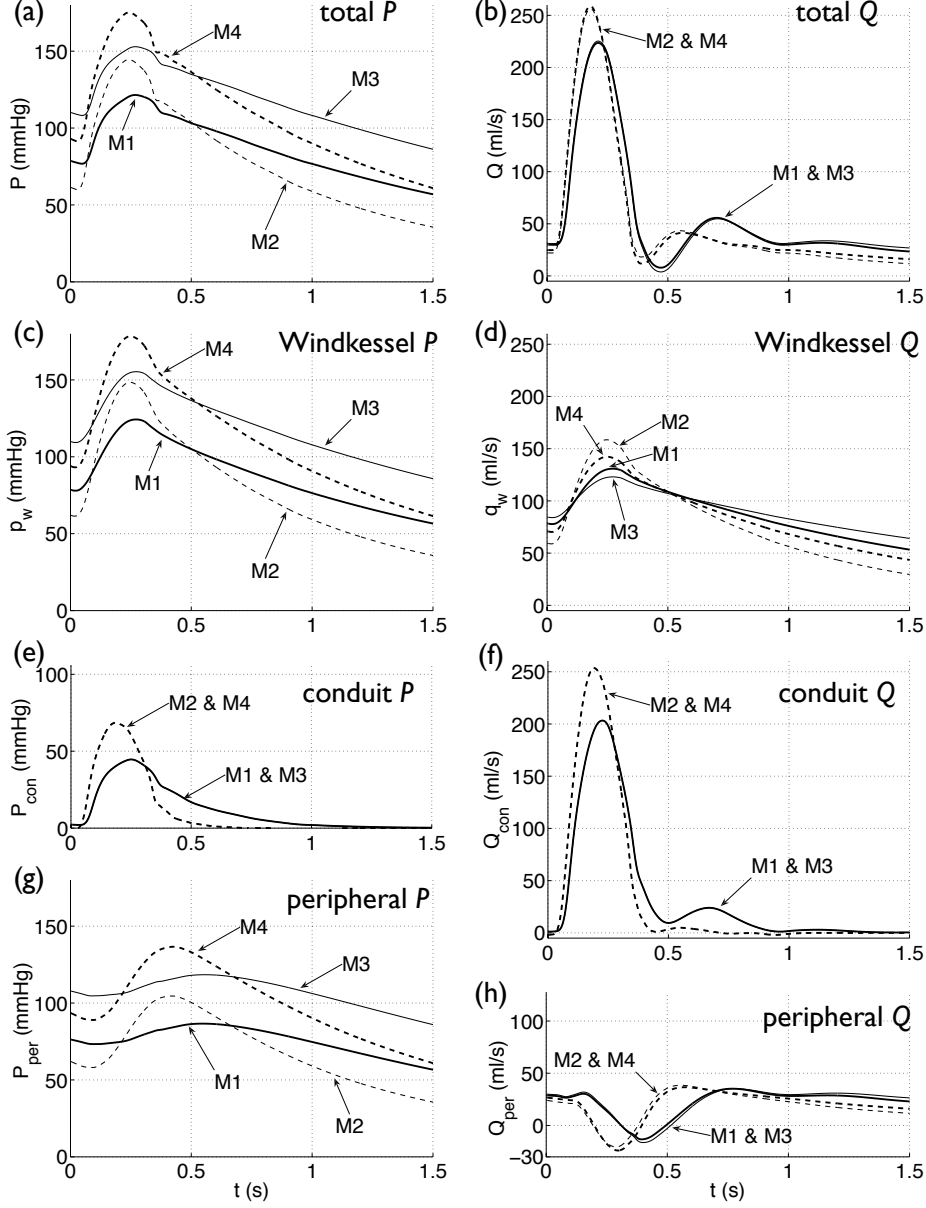 (a)
total P
150
100
50
0
P (mmHg)
M4
M3
M1
M2
0
0.5
1
1.5
(b)
total Q
250
200
150
100
50
0
Q (ml/s)
M2 & M4
M1 & M3
0
0.5
1
1.5
(c)
Windkessel P
150
100
50
0
p_w (mmHg)
M4
M3
M1
M2
0
0.5
1
1.5
(d)
Windkessel Q
250
200
150
100
50
0
q_w (ml/s)
M4
M2
M1
M3
0
0.5
1
1.5
(e)
conduit P
100
50
0
P_con (mmHg)
M2 & M4
M1 & M3
0
0.5
1
1.5
(f)
conduit Q
250
200
150
100
50
0
Q_con (ml/s)
M2 & M4
M1 & M3
0
0.5
1
1.5
(g)
peripheral P
150
100
50
0
P_per (mmHg)
M4
M3
M1
M2
0
0.5
1
1.5
t (s)
(h)
peripheral Q
100
50
0
−30
Q_per (ml/s)
M2 & M4
M1 & M3
0
0.5
1
1.5
t (s)